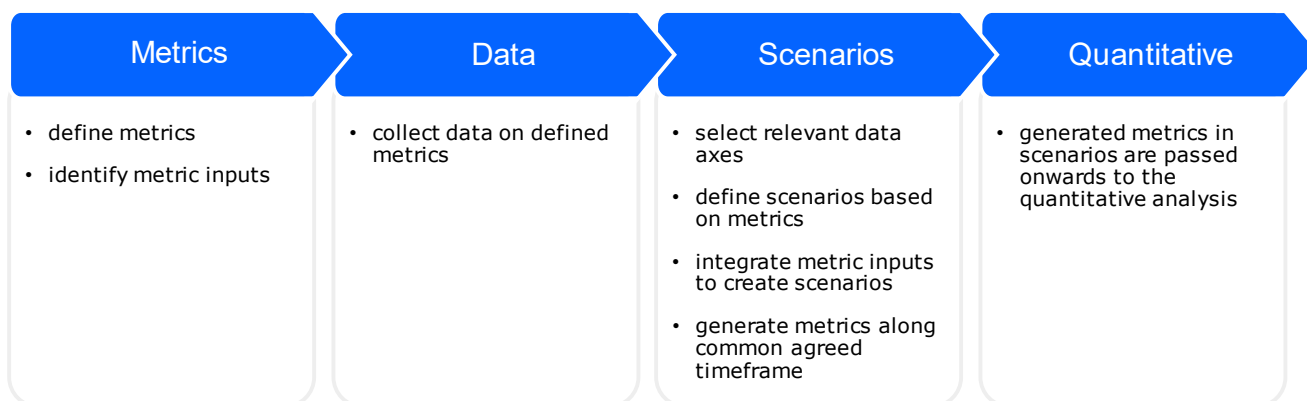 Metrics
Data
Scenarios
Quantitative
• define metrics
• identify metric inputs
• collect data on defined
metrics
• select relevant data
axes
• define scenarios based
on metrics
• integrate metric inputs
to create scenarios
• generate metrics along
common agreed
timeframe
• generated metrics in
scenarios are passed
onwards to the
quantitative analysis